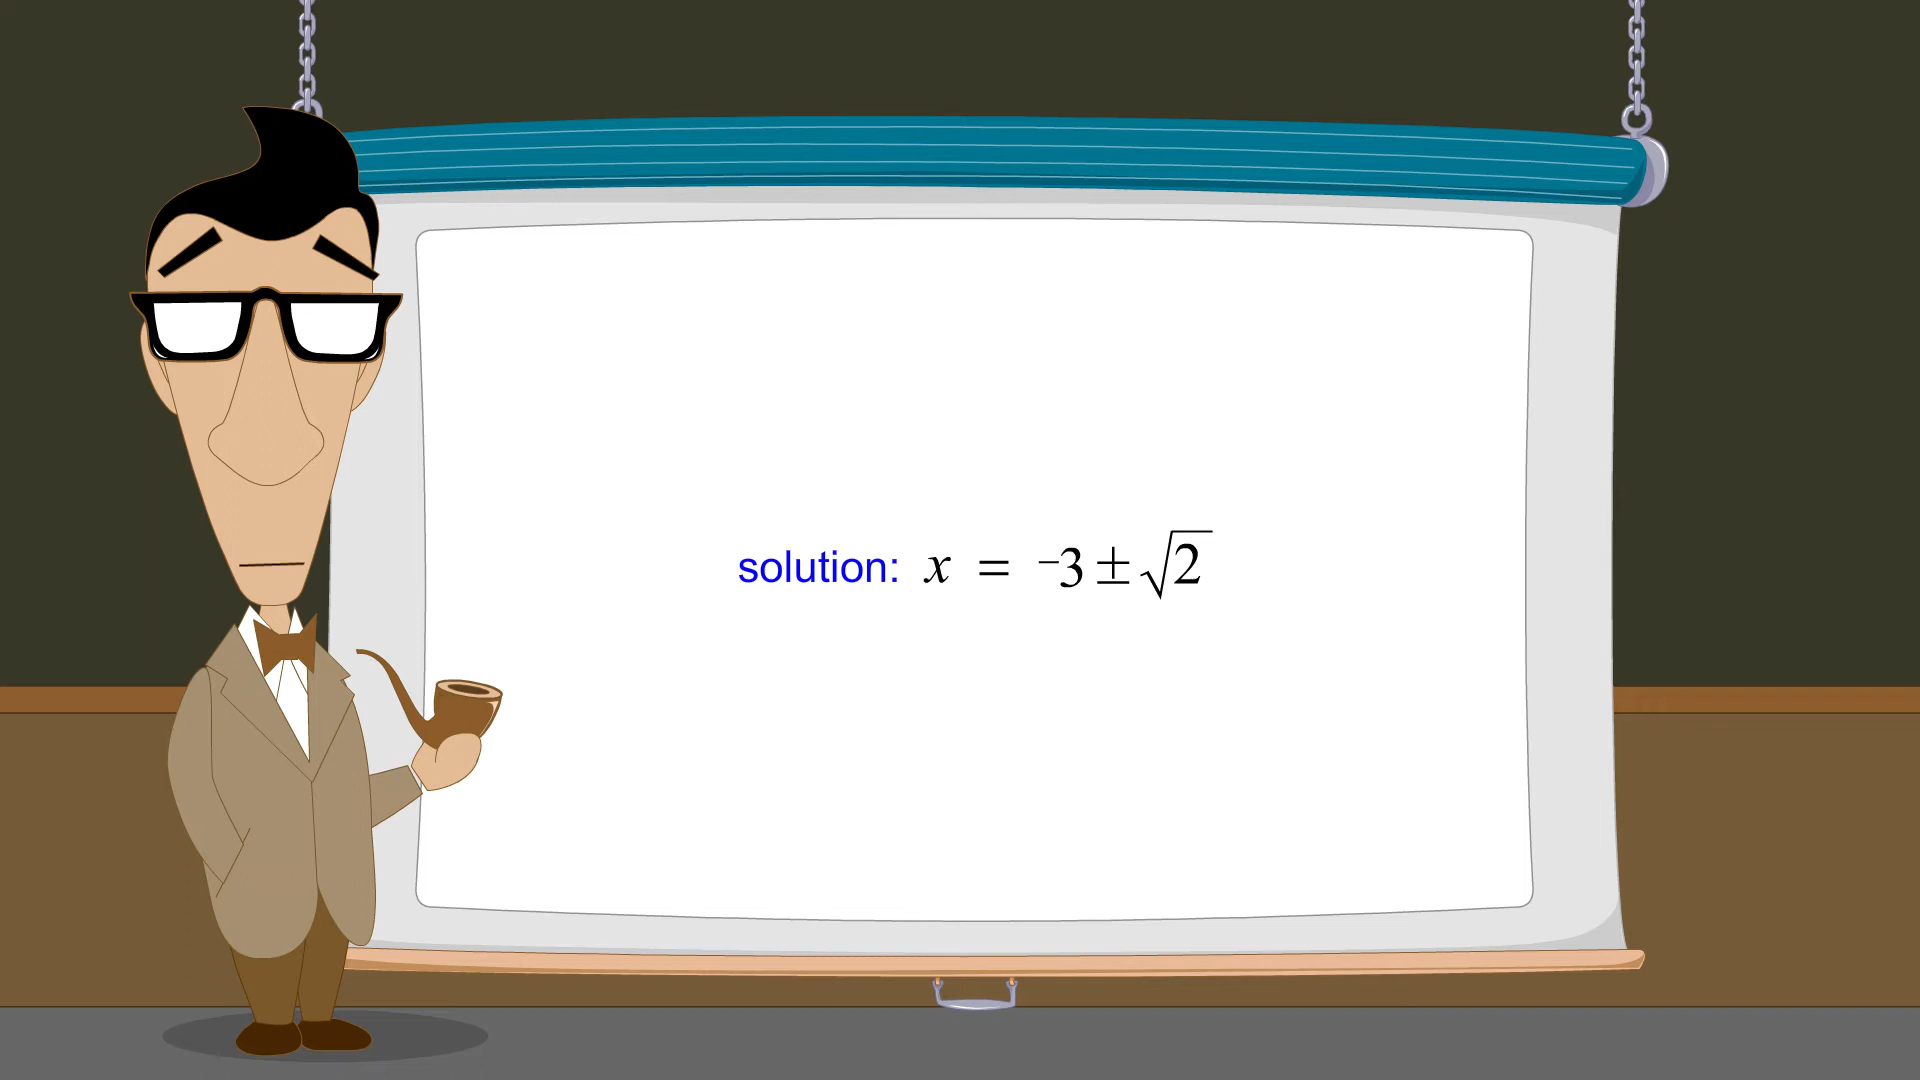 solution: x = ⁻3 ± √2